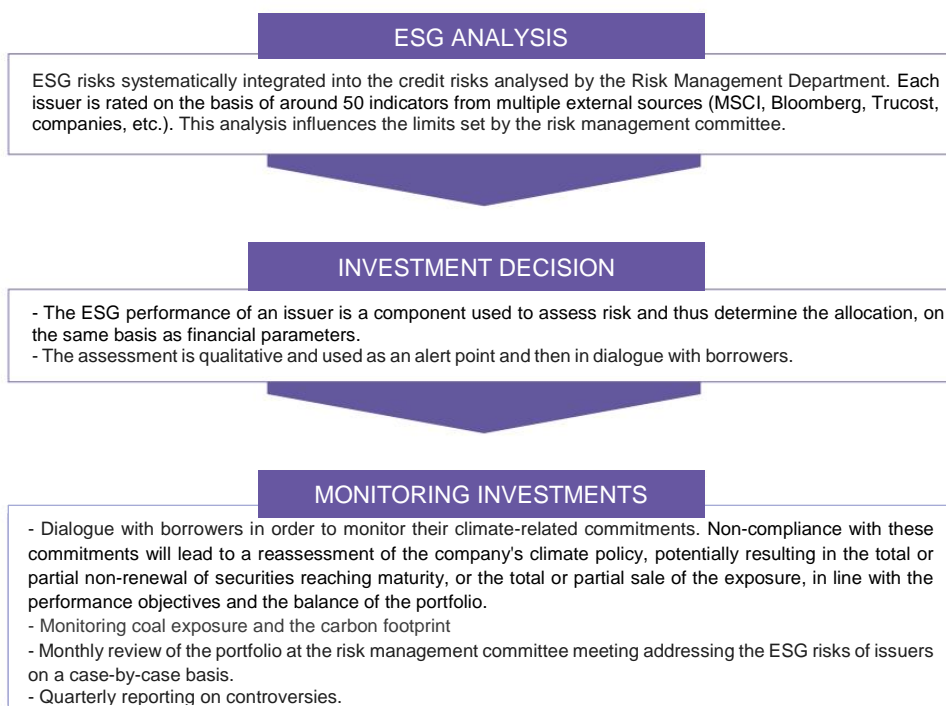 ESG ANALYSIS
ESG risks systematically integrated into the credit risks analysed by the Risk Management Department. Each
issuer is rated on the basis of around 50 indicators from multiple external sources (MSCI, Bloomberg, Trucost,
companies, etc.). This analysis influences the limits set by the risk management committee.
INVESTMENT DECISION
- The ESG performance of an issuer is a component used to assess risk and thus determine the allocation, on
the same basis as financial parameters.
- The assessment is qualitative and used as an alert point and then in dialogue with borrowers.
MONITORING INVESTMENTS
- Dialogue with borrowers in order to monitor their climate-related commitments. Non-compliance with these
commitments will lead to a reassessment of the company's climate policy, potentially resulting in the total or
partial non-renewal of securities reaching maturity, or the total or partial sale of the exposure, in line with the
performance objectives and the balance of the portfolio.
- Monitoring coal exposure and the carbon footprint
- Monthly review of the portfolio at the risk management committee meeting addressing the ESG risks of issuers
on a case-by-case basis.
- Quarterly reporting on controversies.